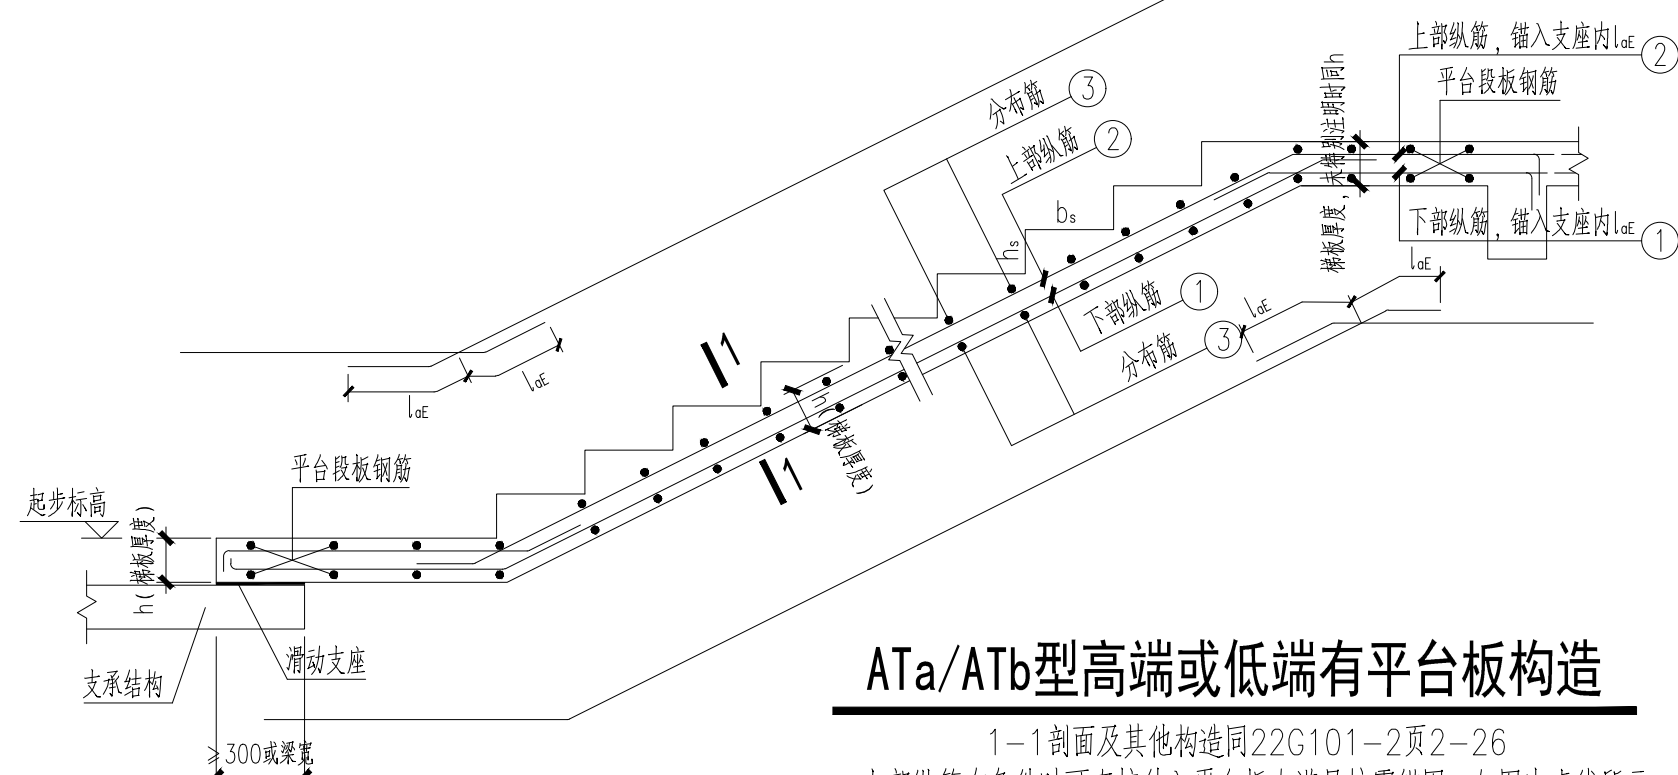 上部纵筋，锚入支座内laE ②
平台段板钢筋
梯板厚度，未特别注明时同h
分布筋 ③
上部纵筋 ②
bs
hs
下部纵筋，锚入支座内laE ①
laE
laE
下部纵筋 ①
分布筋 ③
laE
laE
1
h(梯板厚度)
1
平台段板钢筋
起步标高
h(梯板厚度)
滑动支座
支承结构
≥300或梁宽
ATa/ATb型高端或低端有平台板构造
1-1剖面及其他构造同22G101-2页2-26